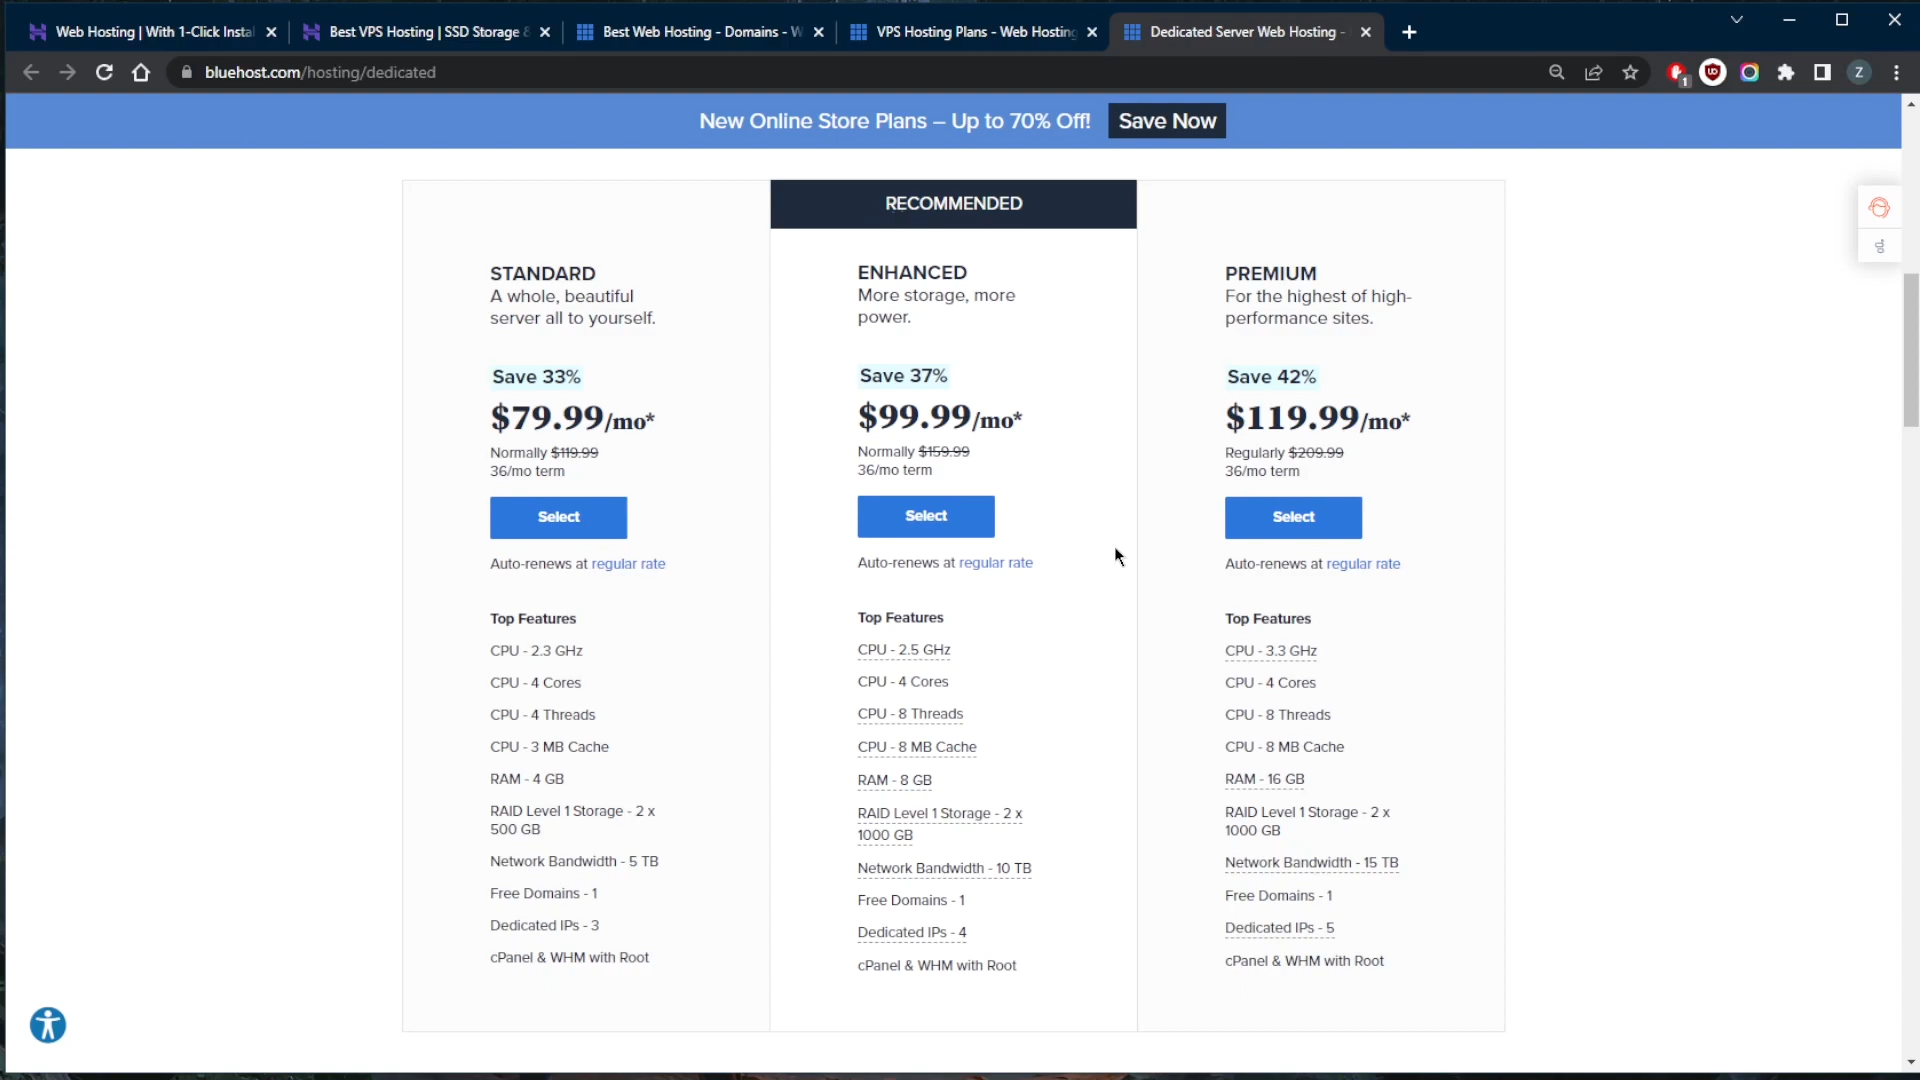 Web Hosting | With 1-Click Instal
Best VPS Hosting | SSD Storage &
Best Web Hosting - Domains - W
VPS Hosting Plans - Web Hosting
Dedicated Server Web Hosting -
bluehost.com/hosting/dedicated
1
Z
New Online Store Plans – Up to 70% Off!
Save Now
RECOMMENDED
STANDARD
A whole, beautiful
server all to yourself.
Save 33%
$79.99/mo*
Normally $119.99
36/mo term
Select
Auto-renews at regular rate
Top Features
CPU - 2.3 GHz
CPU - 4 Cores
CPU - 4 Threads
CPU - 3 MB Cache
RAM - 4 GB
RAID Level 1 Storage - 2 x
500 GB
Network Bandwidth - 5 TB
Free Domains - 1
Dedicated IPs - 3
cPanel & WHM with Root
ENHANCED
More storage, more
power.
Save 37%
$99.99/mo*
Normally $159.99
36/mo term
Select
Auto-renews at regular rate
Top Features
CPU - 2.5 GHz
CPU - 4 Cores
CPU - 8 Threads
CPU - 8 MB Cache
RAM - 8 GB
RAID Level 1 Storage - 2 x
1000 GB
Network Bandwidth - 10 TB
Free Domains - 1
Dedicated IPs - 4
cPanel & WHM with Root
PREMIUM
For the highest of high-
performance sites.
Save 42%
$119.99/mo*
Regularly $209.99
36/mo term
Select
Auto-renews at regular rate
Top Features
CPU - 3.3 GHz
CPU - 4 Cores
CPU - 8 Threads
CPU - 8 MB Cache
RAM - 16 GB
RAID Level 1 Storage - 2 x
1000 GB
Network Bandwidth - 15 TB
Free Domains - 1
Dedicated IPs - 5
cPanel & WHM with Root